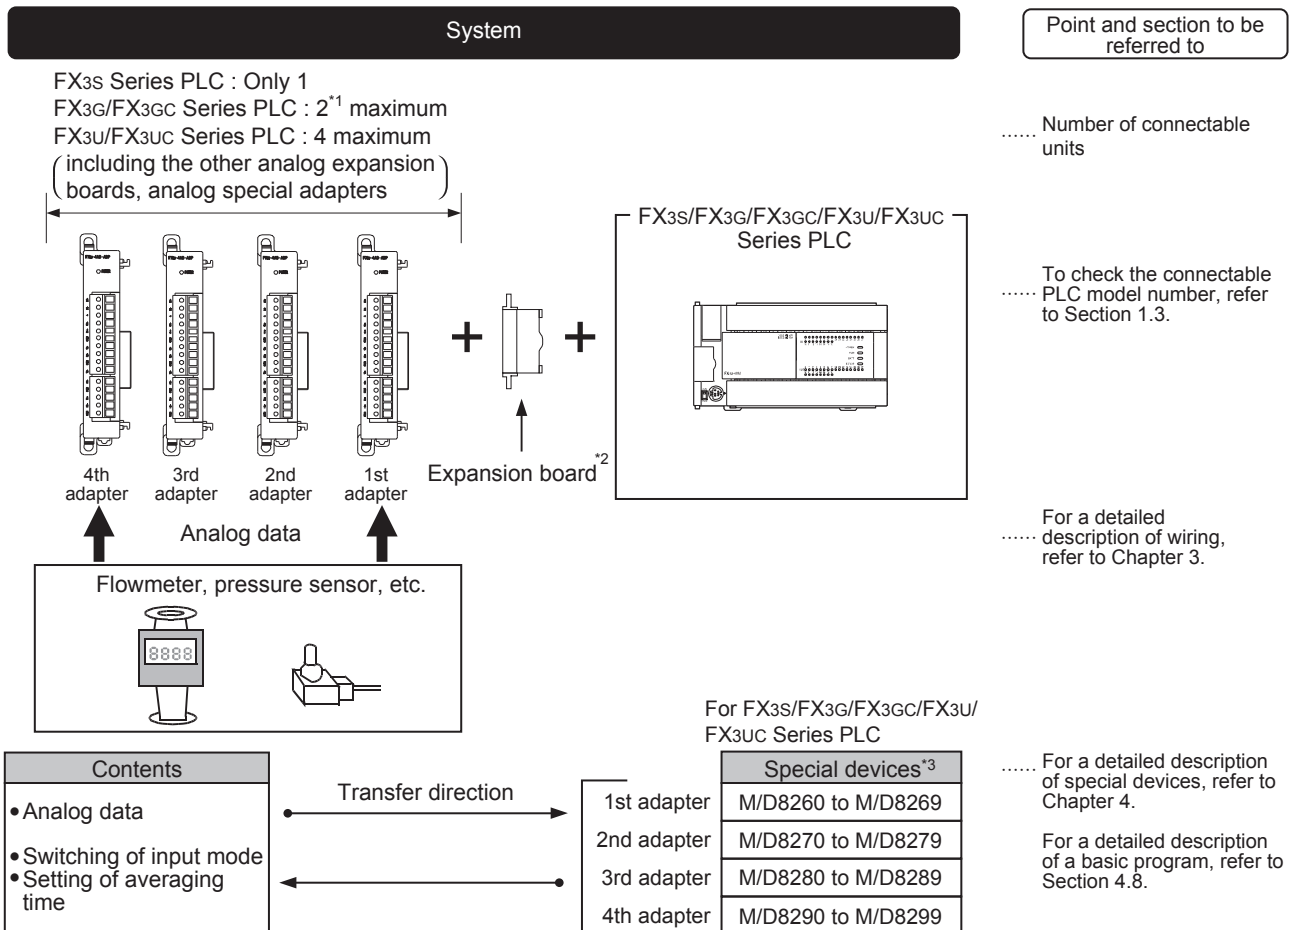 System
Point and section to be
referred to
FX3S Series PLC : Only 1
FX3G/FX3GC Series PLC : 2*1 maximum
FX3U/FX3UC Series PLC : 4 maximum
(including the other analog expansion
boards, analog special adapters)
...... Number of connectable
units
FX3S/FX3G/FX3GC/FX3U/FX3UC
Series PLC
...... To check the connectable
PLC model number, refer
to Section 1.3.
+ +
Expansion board*2
4th
adapter
3rd
adapter
2nd
adapter
1st
adapter
Analog data
...... For a detailed
description of wiring,
refer to Chapter 3.
Flowmeter, pressure sensor, etc.
8888
For FX3S/FX3G/FX3GC/FX3U/
FX3UC Series PLC
Contents
• Analog data
• Switching of input mode
• Setting of averaging
time
Transfer direction
Special devices*3
1st adapter M/D8260 to M/D8269
2nd adapter M/D8270 to M/D8279
3rd adapter M/D8280 to M/D8289
4th adapter M/D8290 to M/D8299
...... For a detailed description
of special devices, refer to
Chapter 4.
For a detailed description
of a basic program, refer to
Section 4.8.